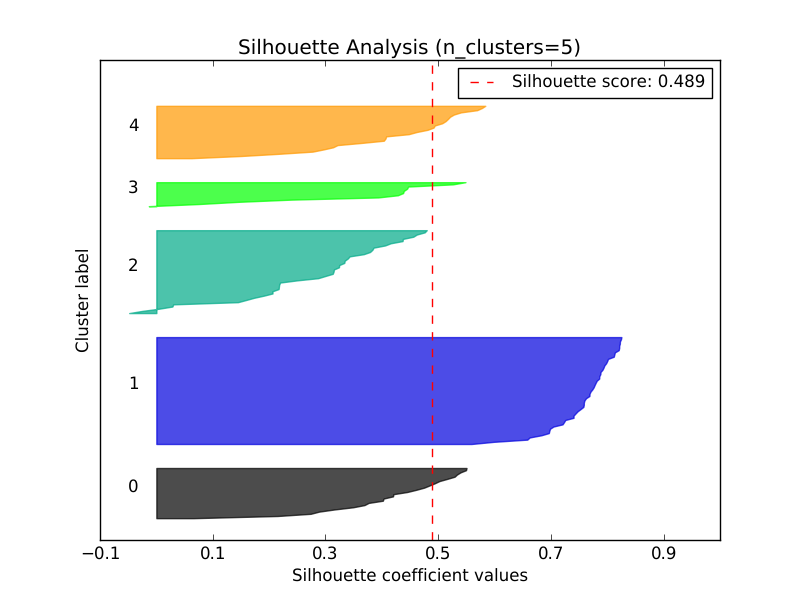 Silhouette Analysis (n_clusters=5)
Silhouette score: 0.489
4
3
2
1
0
Cluster label
−0.1 0.1 0.3 0.5 0.7 0.9
Silhouette coefficient values